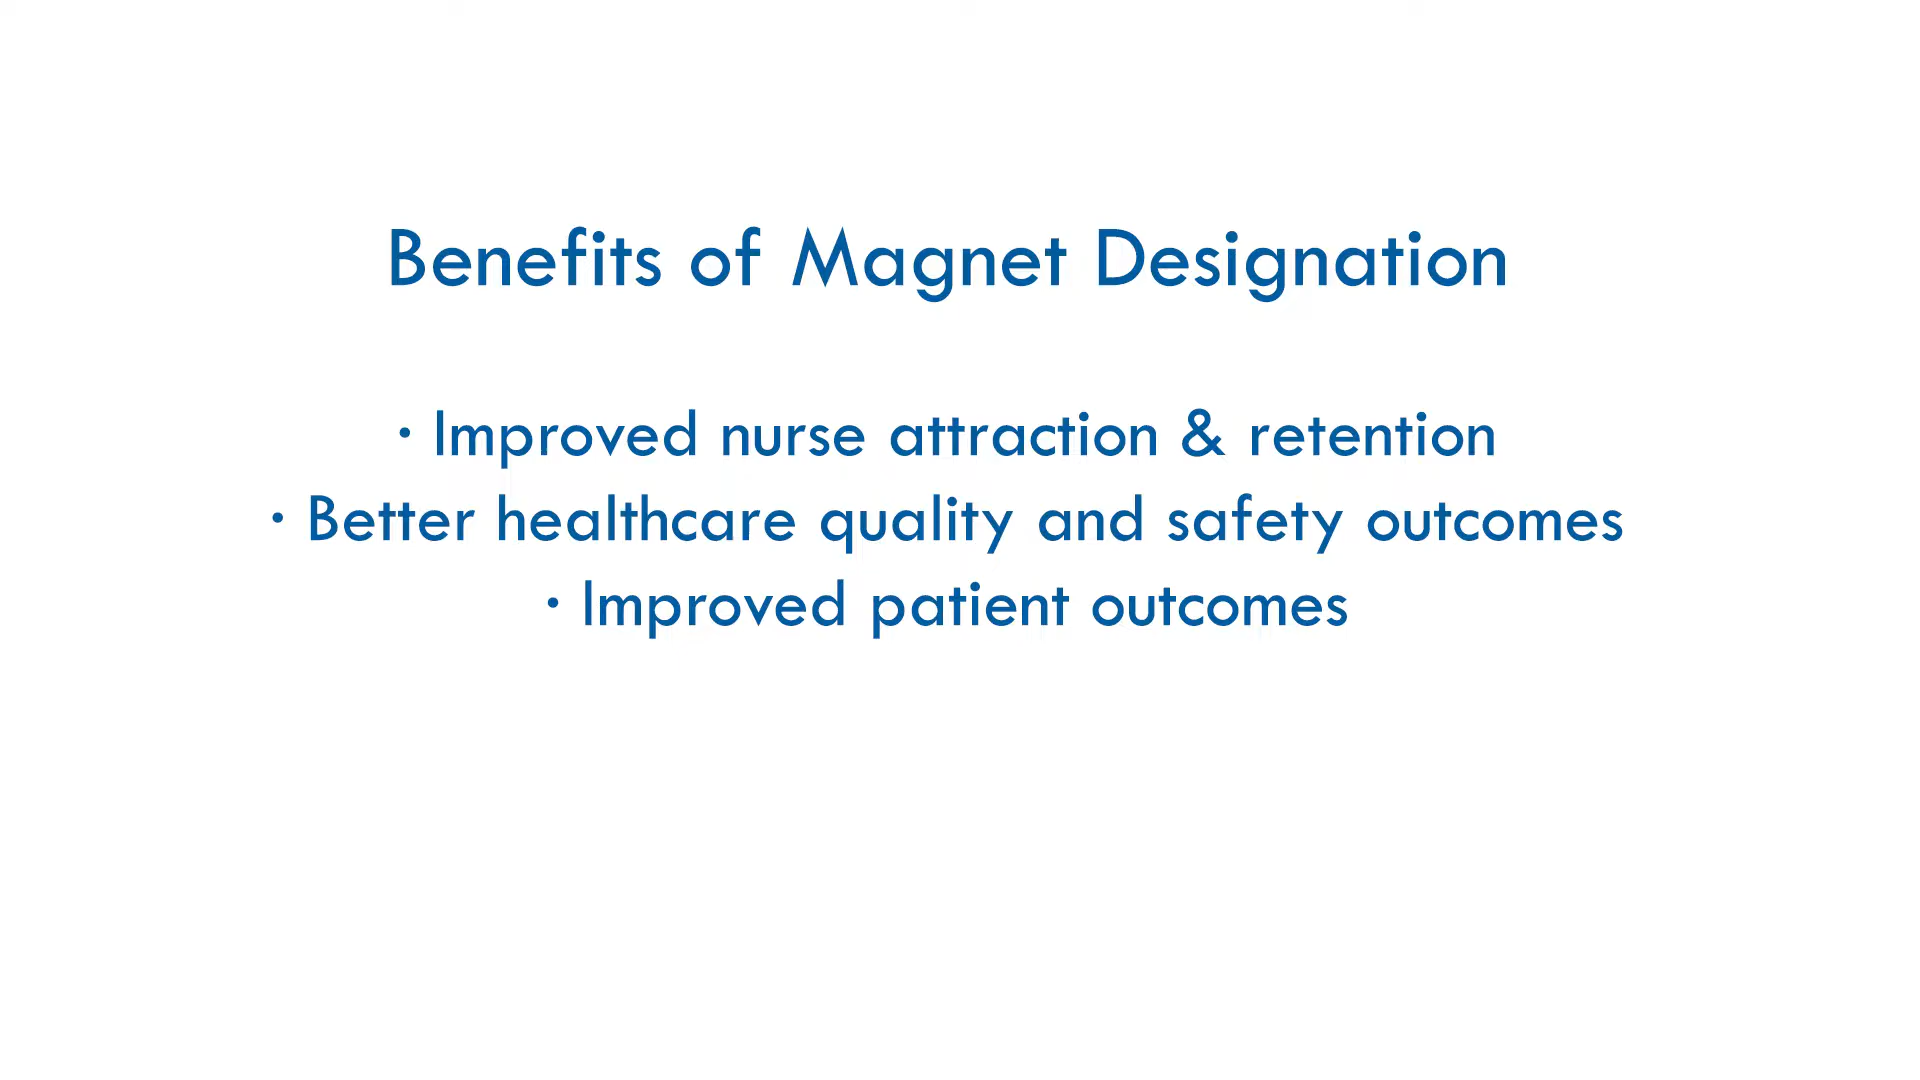 Benefits of Magnet Designation
· Improved nurse attraction & retention
· Better healthcare quality and safety outcomes
· Improved patient outcomes